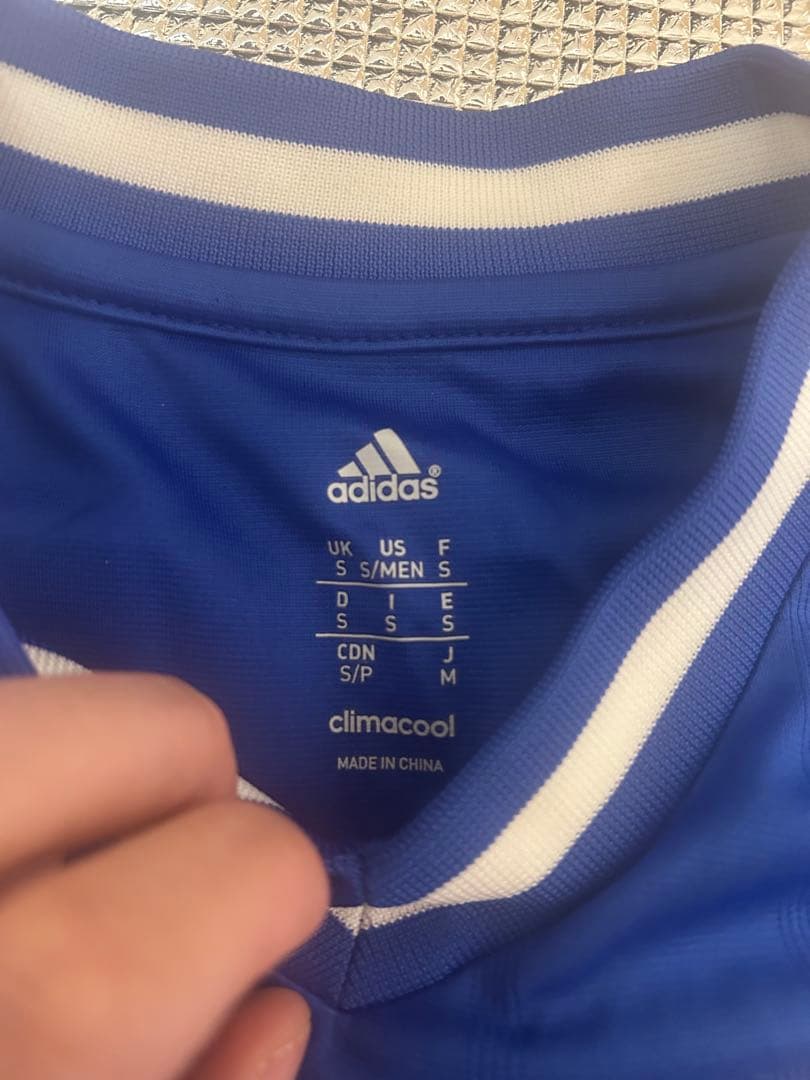 adidas®
UK US F
S S/MEN S
D I E
S S S
CDN J
S/P M
climacool
MADE IN CHINA